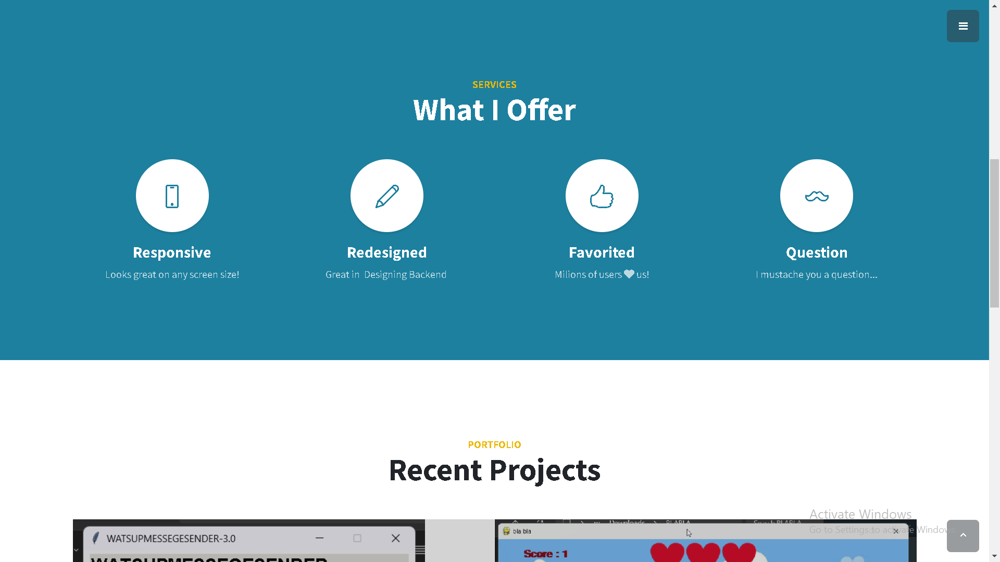 SERVICES
What I Offer
Responsive
Looks great on any screen size!
Redesigned
Great in Designing Backend
Favorited
Milions of users us!
Question
I mustache you a question...
PORTFOLIO
Recent Projects
WATSUPMESSEGESENDER-3.0
WATSUPMESSEGESENDER
Downloads
BLABLA
bla bla
Score : 1
Activate Windows
Go to Settings to activate Windows.